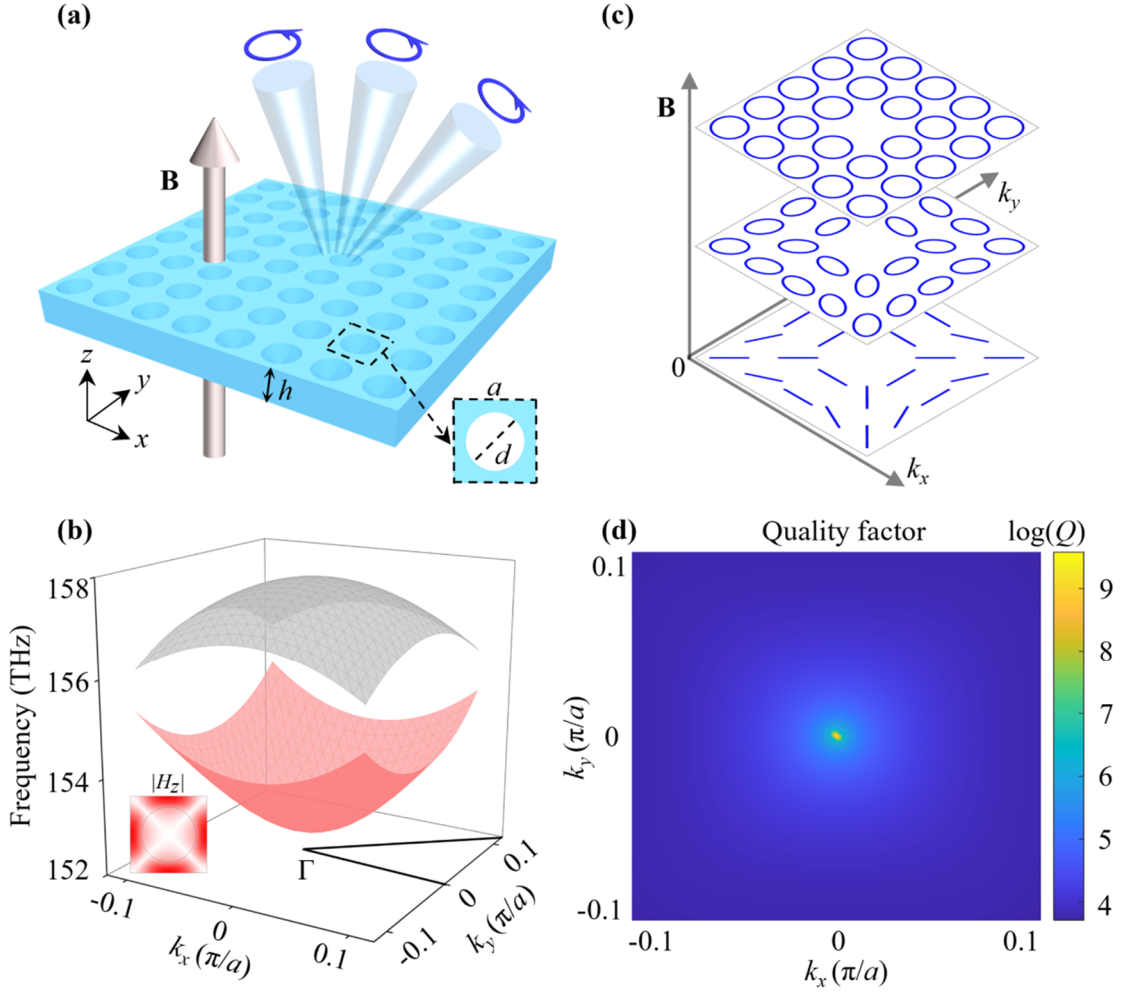 (a)
B
z
y
x
h
a
d
(c)
B
k_y
0
k_x
(b)
158
156
154
152
Frequency (THz)
|H_z|
Γ
-0.1
0
0.1
k_x (π/a)
-0.1
0
0.1
k_y (π/a)
(d)
Quality factor
log(Q)
0.1
0
-0.1
k_y (π/a)
-0.1
0
0.1
k_x (π/a)
9
8
7
6
5
4